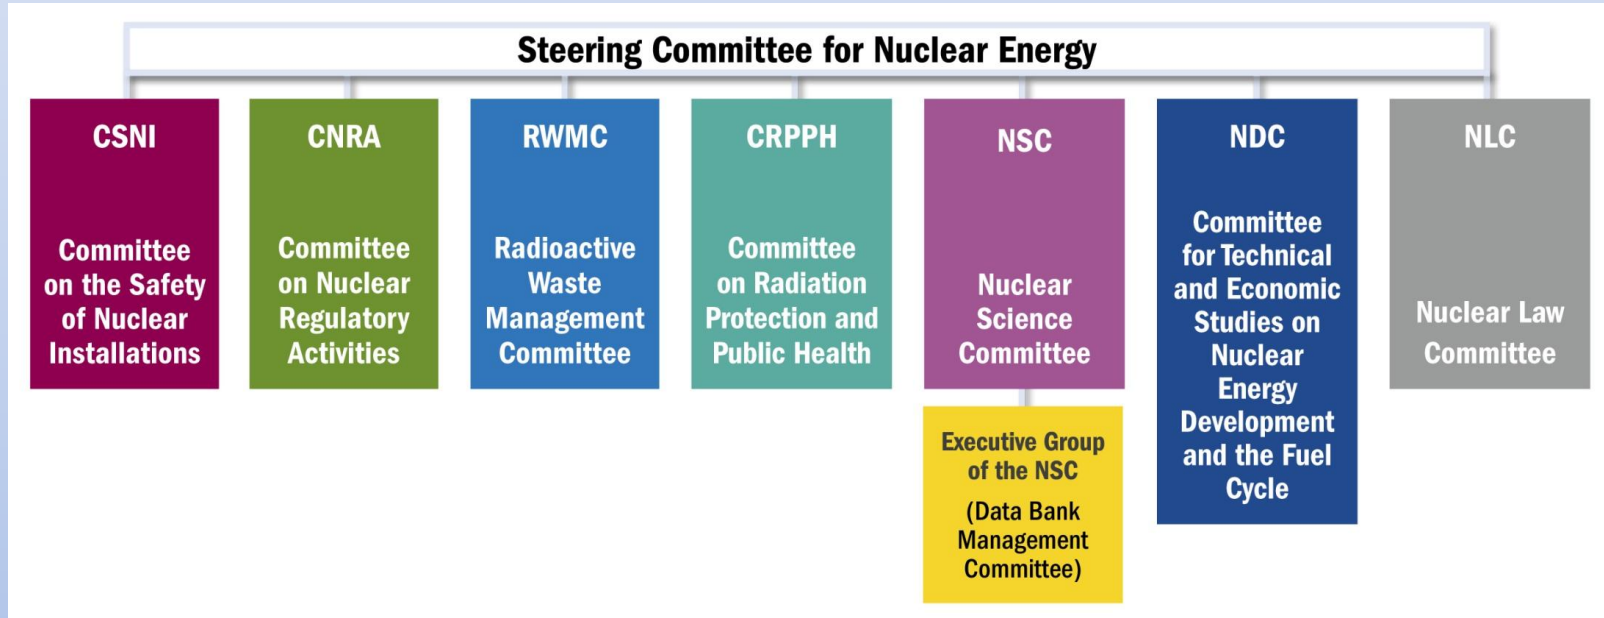 Steering Committee for Nuclear Energy
CSNI
Committee
on the Safety
of Nuclear
Installations
CNRA
Committee
on Nuclear
Regulatory
Activities
RWMC
Radioactive
Waste
Management
Committee
CRPPH
Committee
on Radiation
Protection and
Public Health
NSC
Nuclear
Science
Committee
Executive Group
of the NSC
(Data Bank
Management
Committee)
NDC
Committee
for Technical
and Economic
Studies on
Nuclear
Energy
Development
and the Fuel
Cycle
NLC
Nuclear Law
Committee